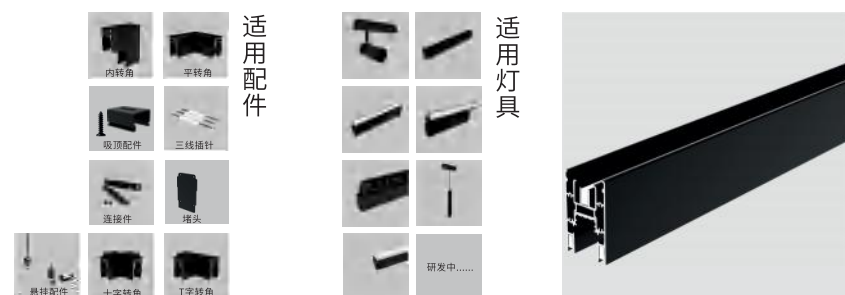 适用配件
内转角
平转角
吸顶配件
三线插针
连接件
堵头
悬挂配件
十字转角
T字转角
适用灯具
研发中......